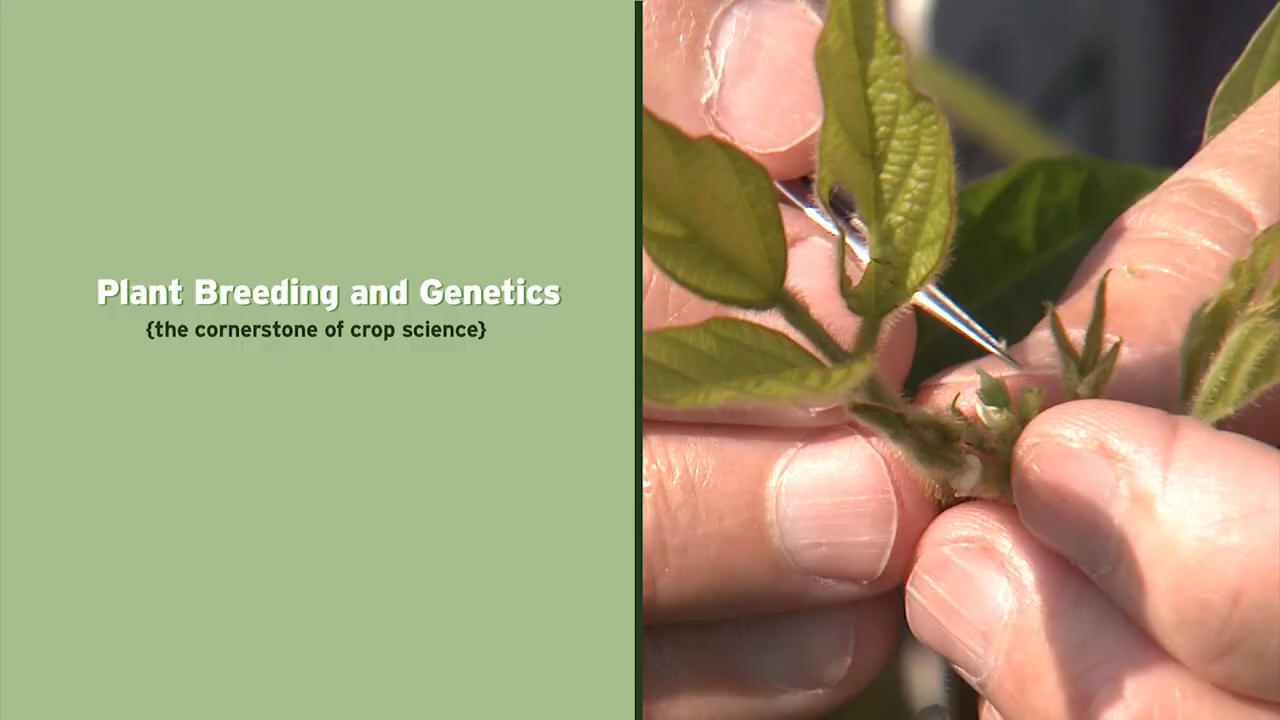 Plant Breeding and Genetics
{the cornerstone of crop science}